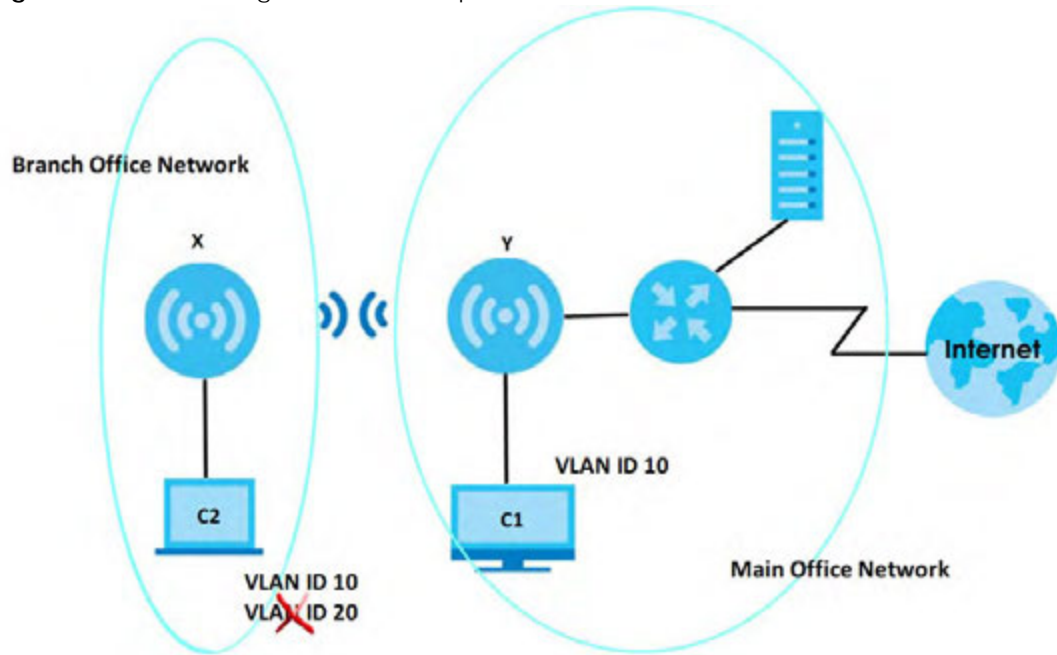 Branch Office Network
X
Y
Internet
VLAN ID 10
C2
C1
VLAN ID 10
VLAN ID 20
Main Office Network